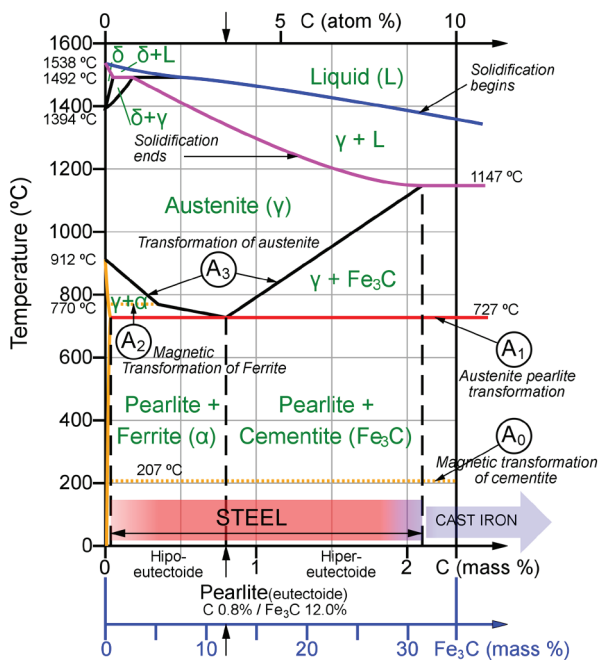 0 5 C (atom %) 10
1600
1538 ºC
δ δ+L
Liquid (L)
Solidification
begins
1492 ºC
1400
1394 ºC
δ+γ
Solidification
ends
γ + L
1200
1147 ºC
Austenite (γ)
Transformation of austenite
1000
912 ºC
A3
γ + Fe3C
800
γ+α
770 ºC
727 ºC
A2
A1
Magnetic
Transformation of Ferrite
Austenite pearlite
transformation
600
Temperature (ºC)
Pearlite +
Ferrite (α)
Pearlite +
Cementite (Fe3C)
400
A0
Magnetic transformation
of cementite
207 ºC
200
STEEL
CAST IRON
0
0 1 2 C (mass %)
Hipo-
eutectoide
Hiper-
eutectoide
Pearlite(eutectoide)
C 0.8% / Fe3C 12.0%
0 10 20 30 Fe3C (mass %)